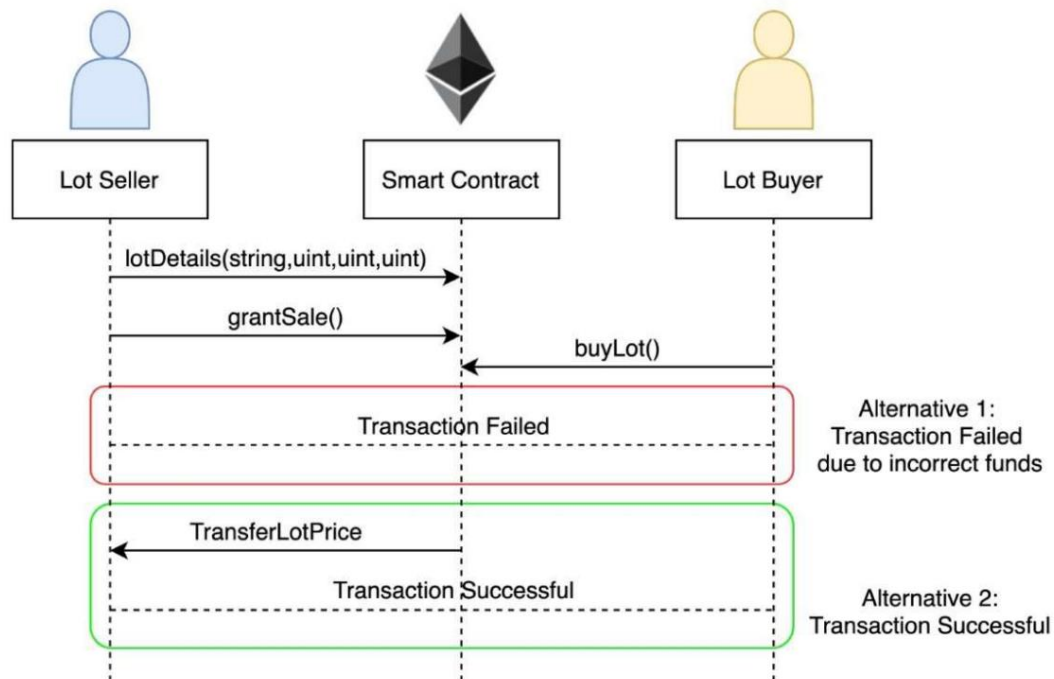 Lot Seller
Smart Contract
Lot Buyer
lotDetails(string,uint,uint,uint)
grantSale()
buyLot()
Transaction Failed
Alternative 1:
Transaction Failed
due to incorrect funds
TransferLotPrice
Transaction Successful
Alternative 2:
Transaction Successful